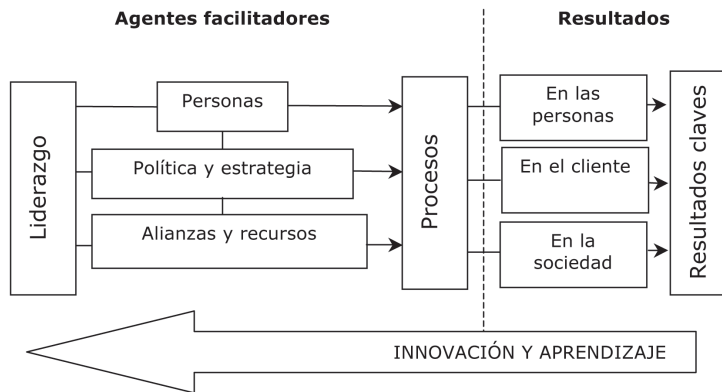 Agentes facilitadores
Resultados
Liderazgo
Personas
Política y estrategia
Alianzas y recursos
Procesos
En las
personas
En el cliente
En la
sociedad
Resultados claves
INNOVACIÓN Y APRENDIZAJE